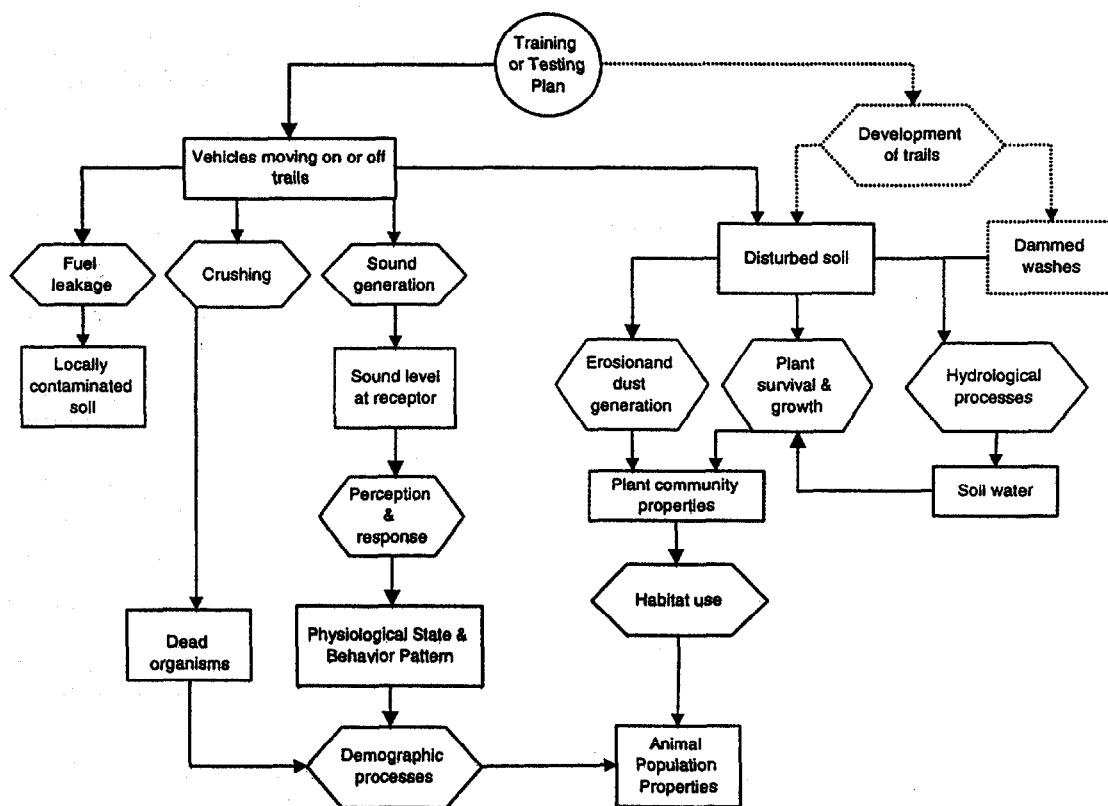 Training
or Testing
Plan
Development
of trails
Vehicles moving on or off
trails
Fuel
leakage
Crushing
Sound
generation
Disturbed soil
Dammed
washes
Locally
contaminated
soil
Sound level
at receptor
Erosionand
dust
generation
Plant
survival &
growth
Hydrological
processes
Perception
&
response
Plant community
properties
Soil water
Habitat use
Dead
organisms
Physiological State &
Behavior Pattern
Demographic
processes
Animal
Population
Properties